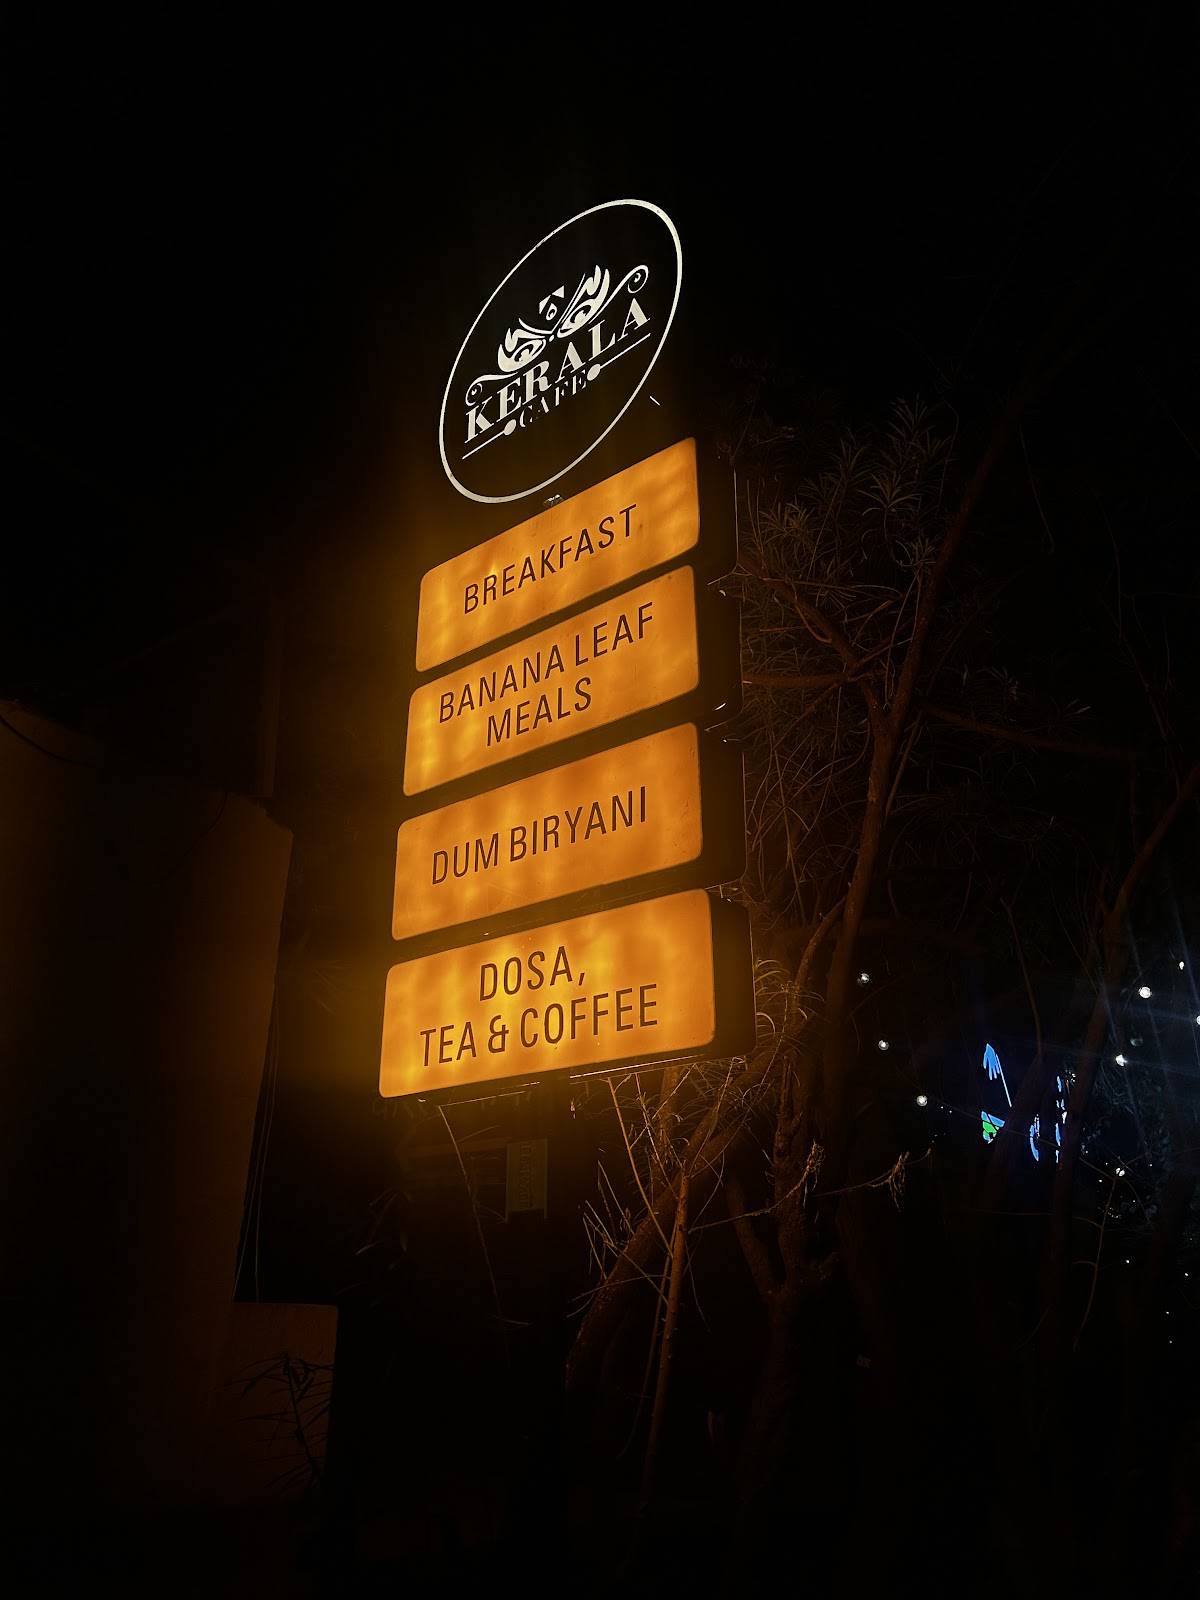 KERALA
CAFE
BREAKFAST
BANANA LEAF
MEALS
DUM BIRYANI
DOSA,
TEA & COFFEE